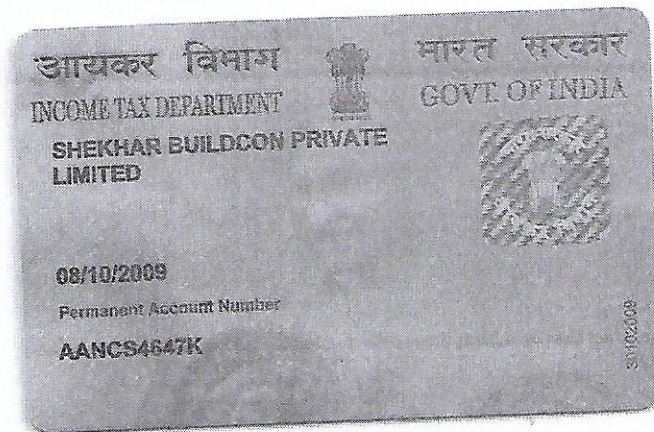 आयकर विभाग
भारत सरकार
INCOME TAX DEPARTMENT
GOVT. OF INDIA
SHEKHAR BUILDCON PRIVATE
LIMITED
08/10/2009
Permanent Account Number
AANCS4647K
30102009